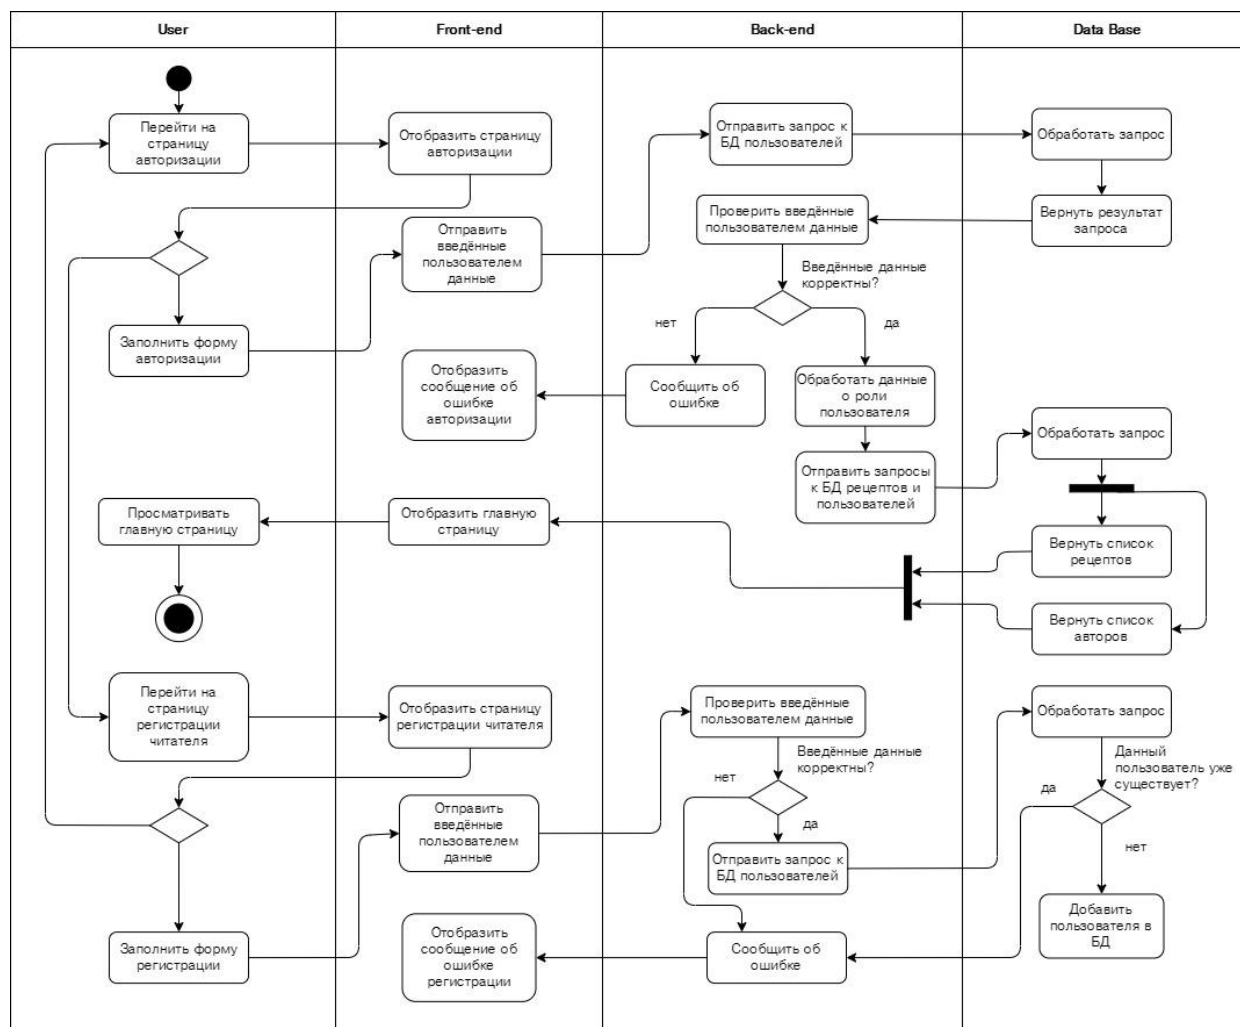 User
Front-end
Back-end
Data Base
Перейти на
страницу
авторизации
Отобразить страницу
авторизации
Отправить запрос к
БД пользователей
Обработать запрос
Проверить введённые
пользователем данные
Вернуть результат
запроса
Отправить
введённые
пользователем
данные
Введённые данные
корректны?
нет
да
Заполнить форму
авторизации
Отобразить
сообщение об
ошибке
авторизации
Сообщить об
ошибке
Обработать данные
о роли
пользователя
Обработать запрос
Отправить запросы
к БД рецептов и
пользователей
Просматривать
главную страницу
Отобразить главную
страницу
Вернуть список
рецептов
Вернуть список
авторов
Перейти на
страницу
регистрации
читателя
Отобразить страницу
регистрации читателя
Проверить введённые
пользователем данные
Обработать запрос
Введённые данные
корректны?
Данный
пользователь уже
существует?
нет
да
да
нет
Отправить
введённые
пользователем
данные
Отправить запрос к
БД пользователей
Добавить
пользователя в
БД
Заполнить форму
регистрации
Отобразить
сообщение об
ошибке
регистрации
Сообщить об
ошибке